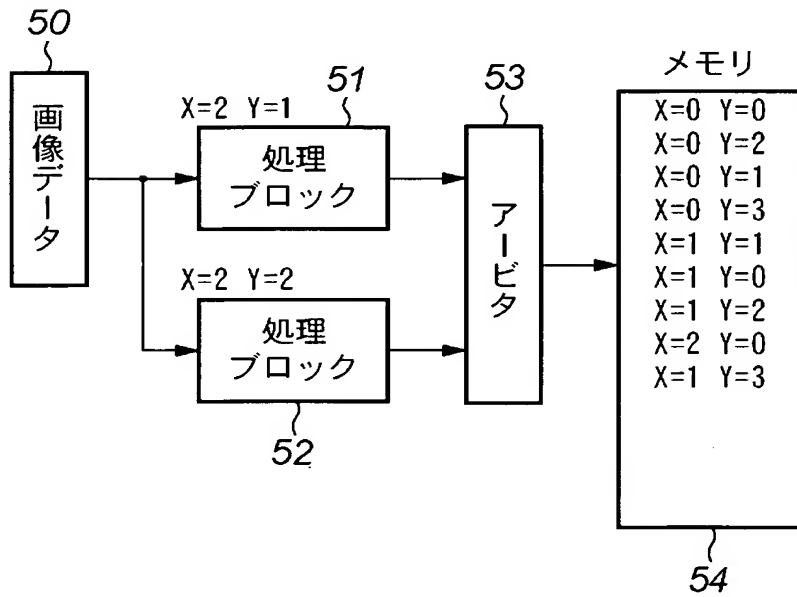 50
画像データ
X=2 Y=1
51
処理
ブロック
X=2 Y=2
処理
ブロック
52
53
アービタ
メモリ
X=0 Y=0
X=0 Y=2
X=0 Y=1
X=0 Y=3
X=1 Y=1
X=1 Y=0
X=1 Y=2
X=2 Y=0
X=1 Y=3
54